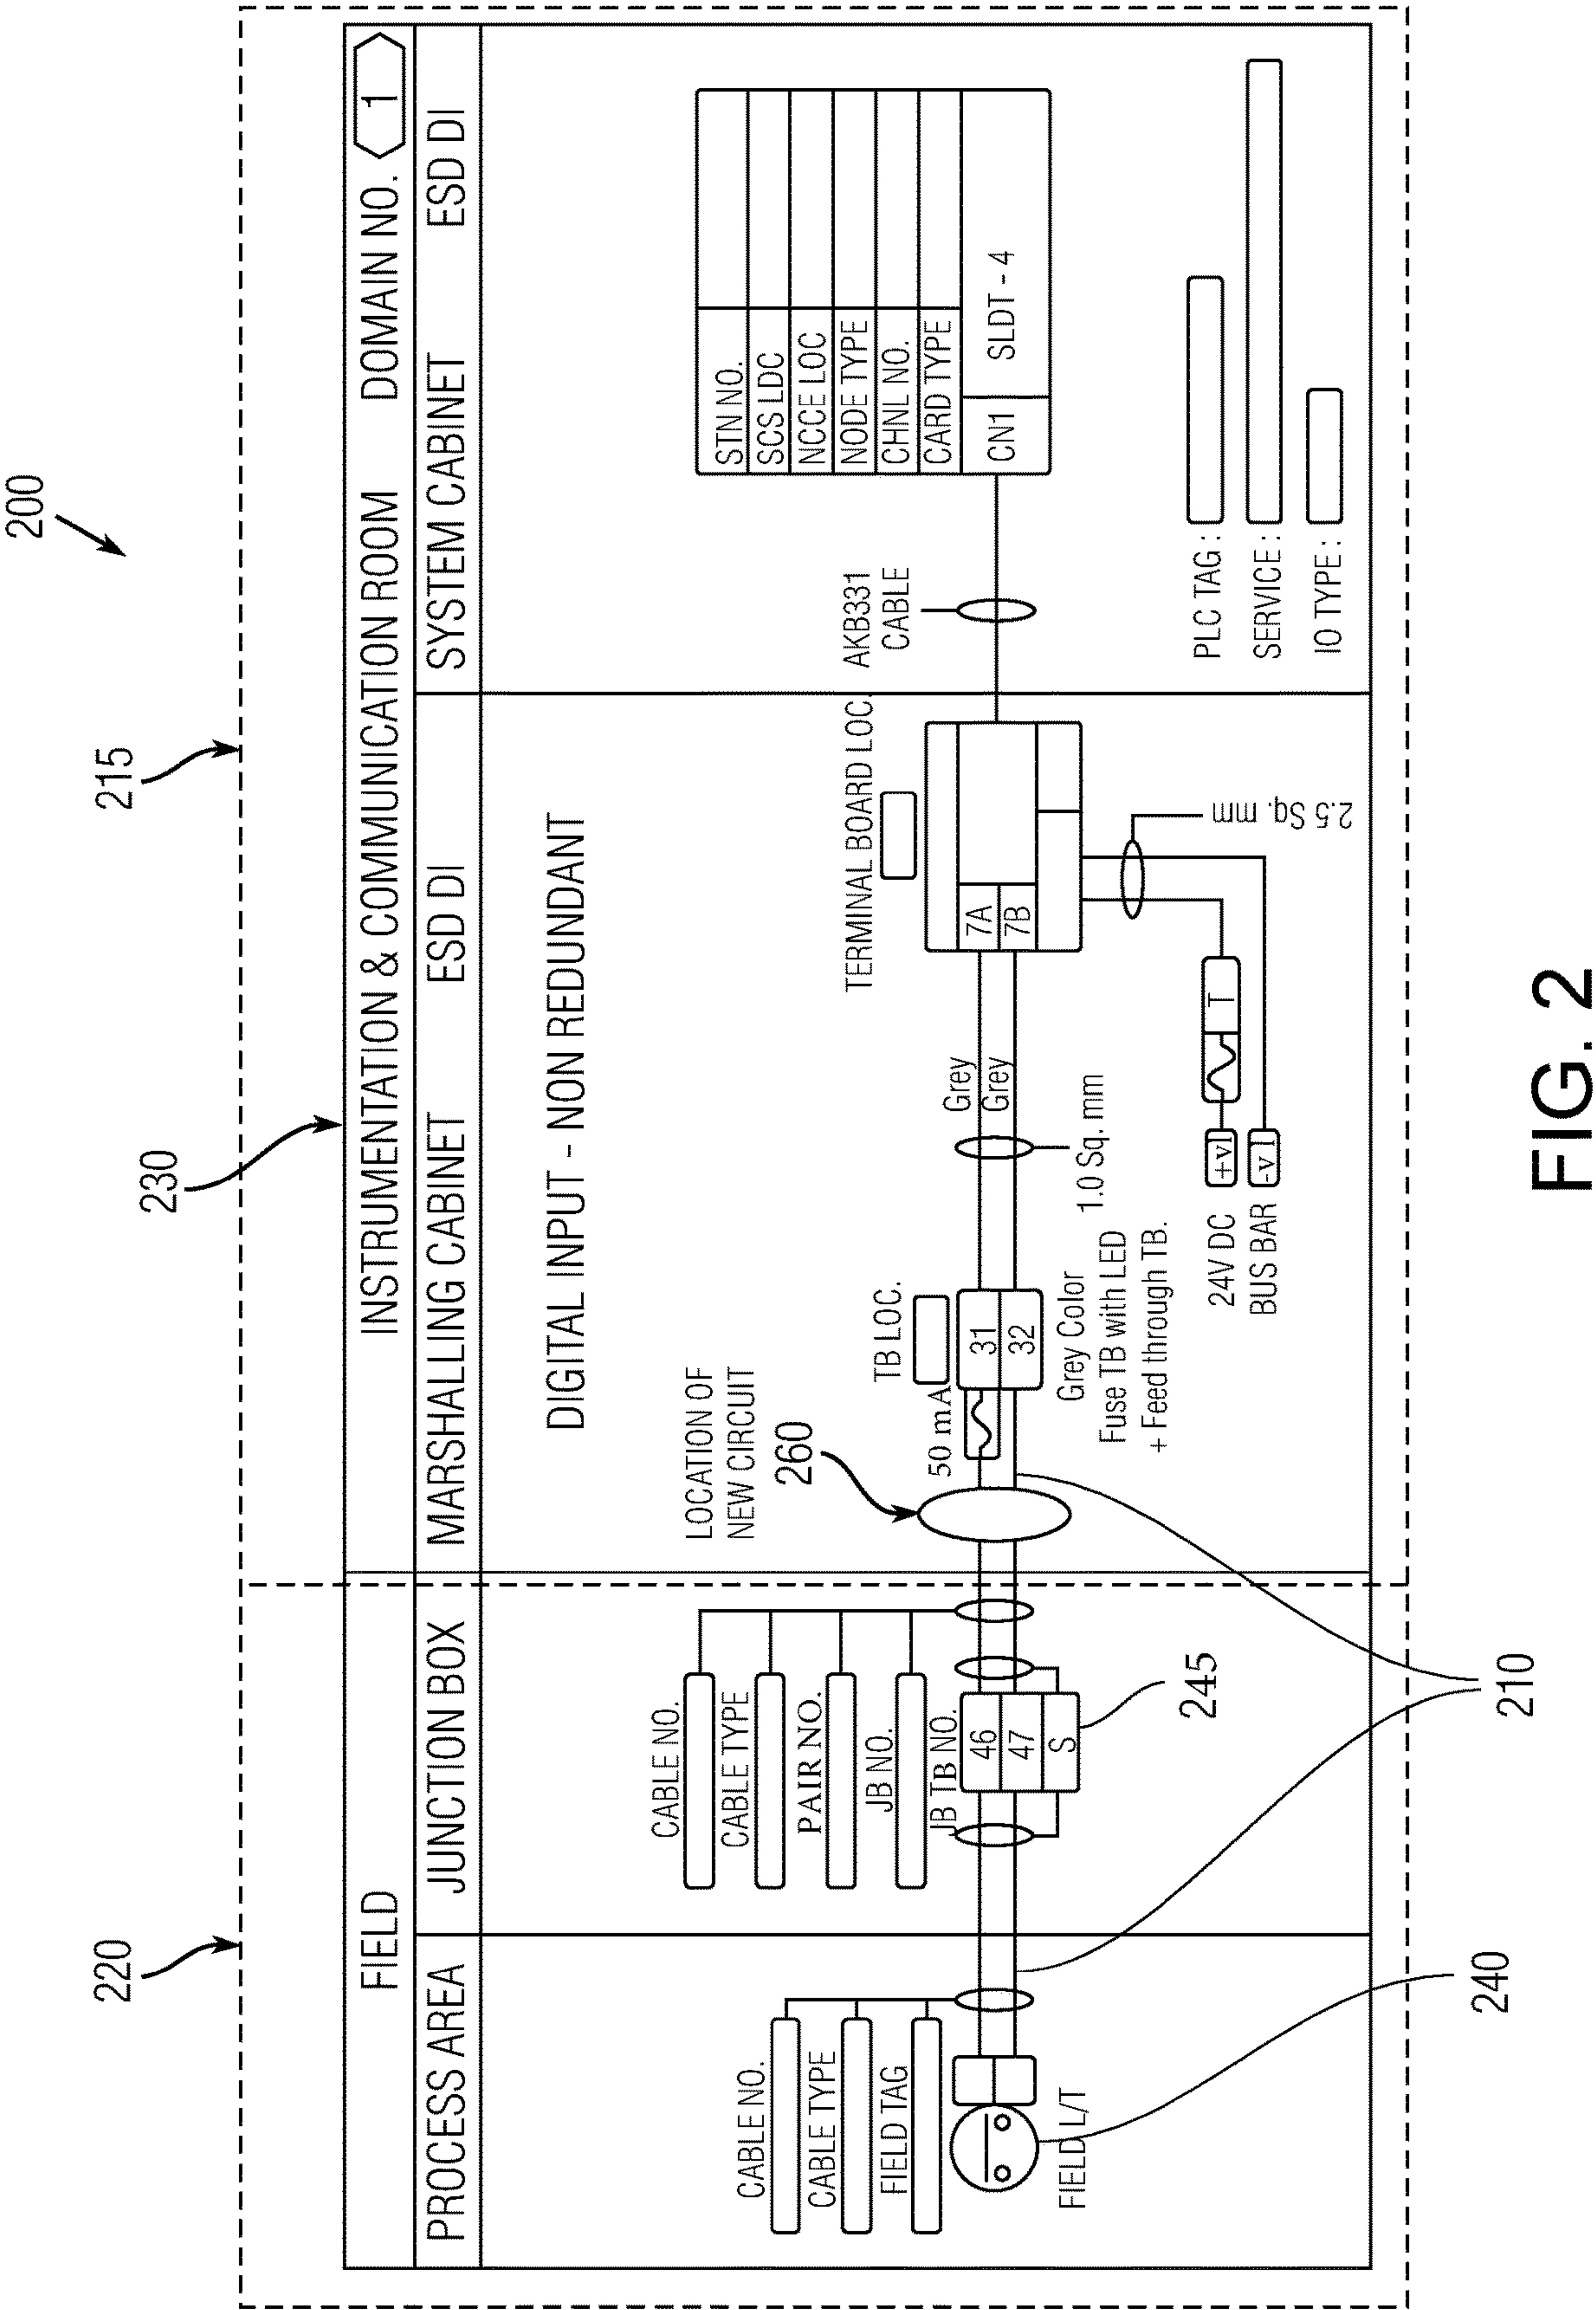 200
215
230
220
FIELD
INSTRUMENTATION & COMMUNICATION ROOM
DOMAIN NO.
1
PROCESS AREA
JUNCTION BOX
MARSHALLING CABINET
ESD DI
SYSTEM CABINET
ESD DI
DIGITAL INPUT - NON REDUNDANT
CABLE NO.
CABLE TYPE
FIELD TAG
FIELD L/T
240
CABLE NO.
CABLE TYPE
PAIR NO.
JB NO.
JB TB NO.
46
47
S
245
210
LOCATION OF
NEW CIRCUIT
260
50 mA
TB LOC.
31
32
Grey Color
Fuse TB with LED
+ Feed through TB.
Grey
Grey
1.0 Sq. mm
TERMINAL BOARD LOC.
7A
7B
2.5 Sq. mm
T
24V DC
+vl
BUS BAR
-vl
AKB331
CABLE
STN NO.
SCS LDC
NCCE LOC
NODE TYPE
CHNL NO.
CARD TYPE
CN1
SLDT - 4
PLC TAG :
SERVICE :
IO TYPE :
FIG. 2